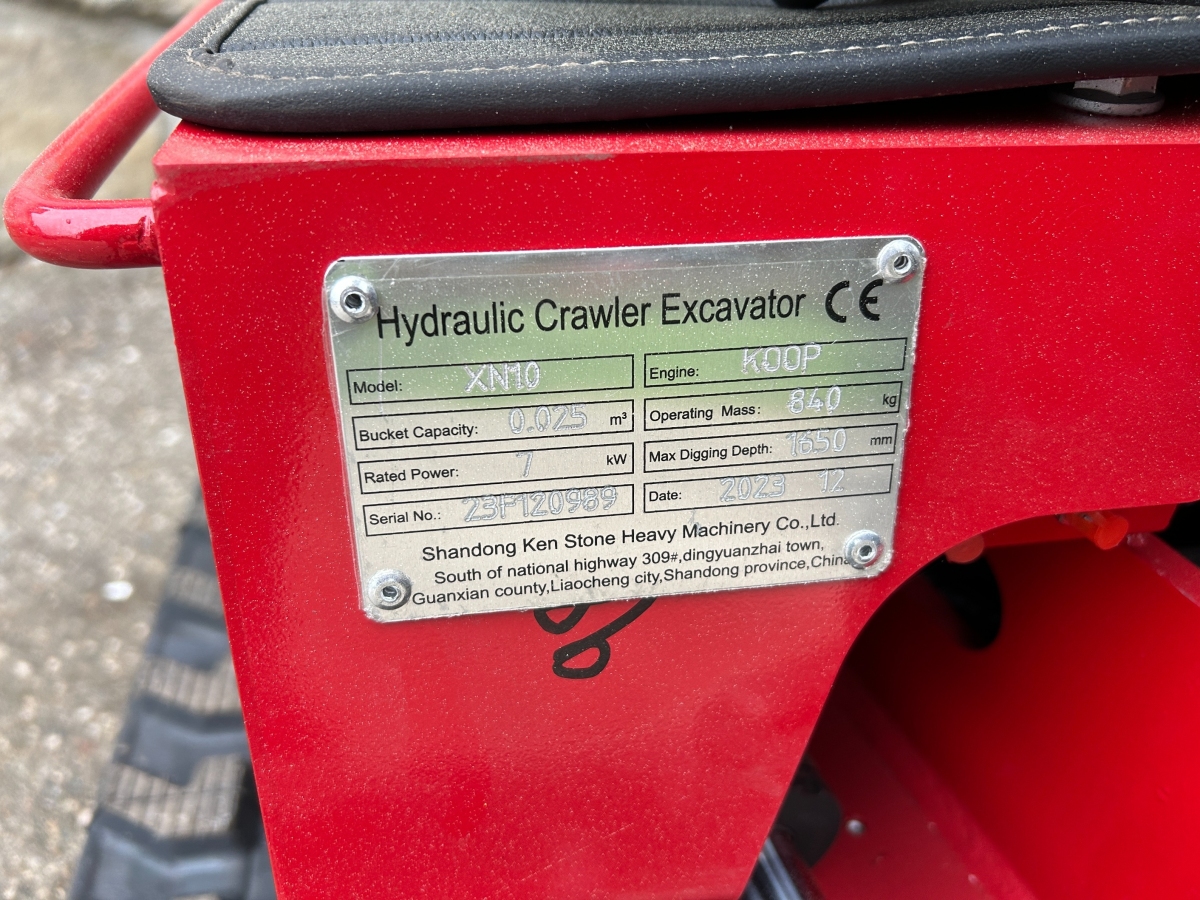 Hydraulic Crawler Excavator CE
Model: XN10
Engine: KOOP
Bucket Capacity: 0.025 m³
Operating Mass: 840 kg
Rated Power: 7 kW
Max Digging Depth: 1650 mm
Serial No.: 23F120989
Date: 2023 12
Shandong Ken Stone Heavy Machinery Co.,Ltd.
South of national highway 309#,dingyuanzhai town,
Guanxian county,Liaocheng city,Shandong province,China